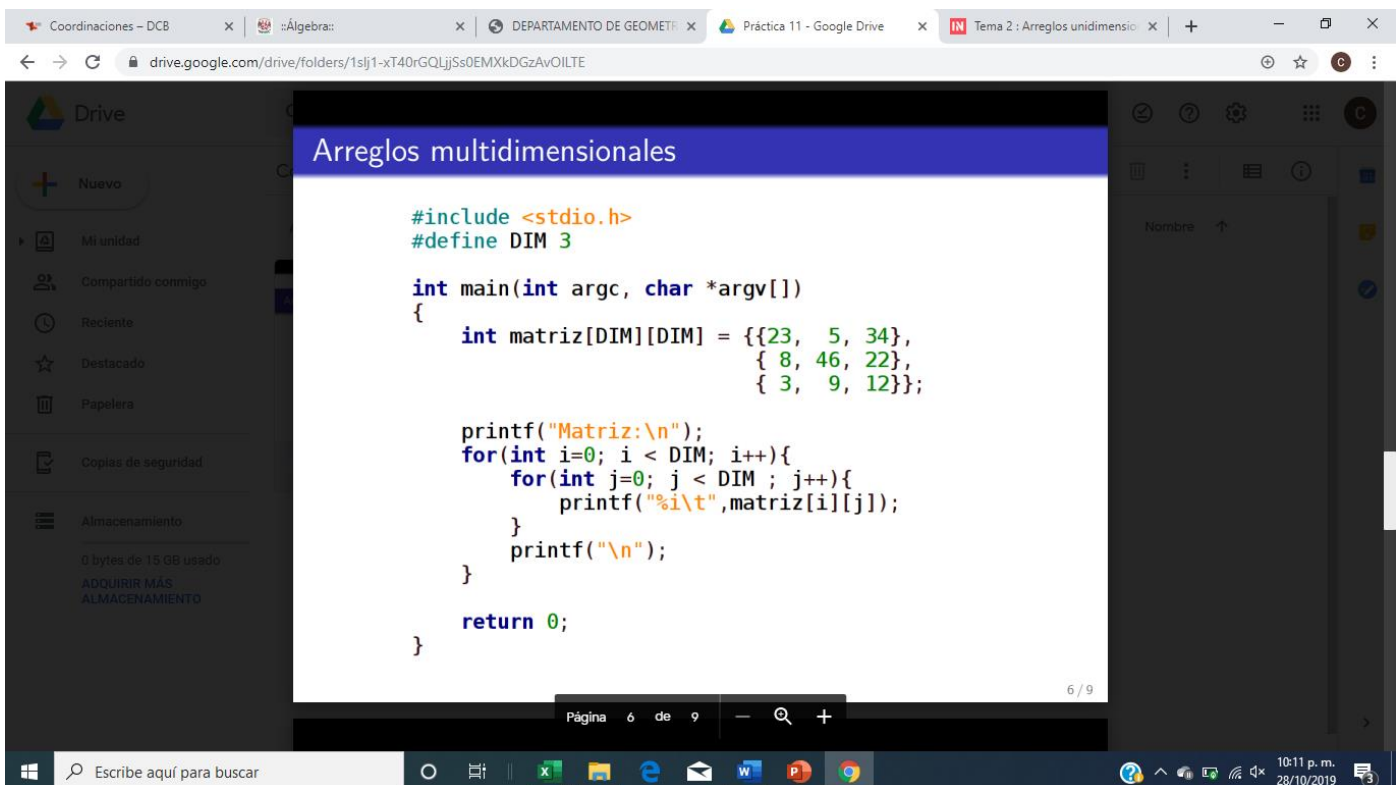 Coordinaciones – DCB
::Álgebra::
DEPARTAMENTO DE GEOMETR
Práctica 11 - Google Drive
Tema 2 : Arreglos unidimensio
drive.google.com/drive/folders/1slj1-xT40rGQLjjSs0EMXkDGzAvOILTE
C
Drive
C
Nuevo
Nombre
Mi unidad
Compartido conmigo
Reciente
Destacado
Papelera
Copias de seguridad
Almacenamiento
0 bytes de 15 GB usado
ADQUIRIR MÁS
ALMACENAMIENTO
Arreglos multidimensionales
#include <stdio.h>
#define DIM 3
int main(int argc, char *argv[])
{
int matriz[DIM][DIM] = {{23, 5, 34},
{ 8, 46, 22},
{ 3, 9, 12}};
printf("Matriz:\n");
for(int i=0; i < DIM; i++){
for(int j=0; j < DIM ; j++){
printf("%i\t",matriz[i][j]);
}
printf("\n");
}
return 0;
}
6 / 9
Página 6 de 9
Escribe aquí para buscar
10:11 p. m.
28/10/2019